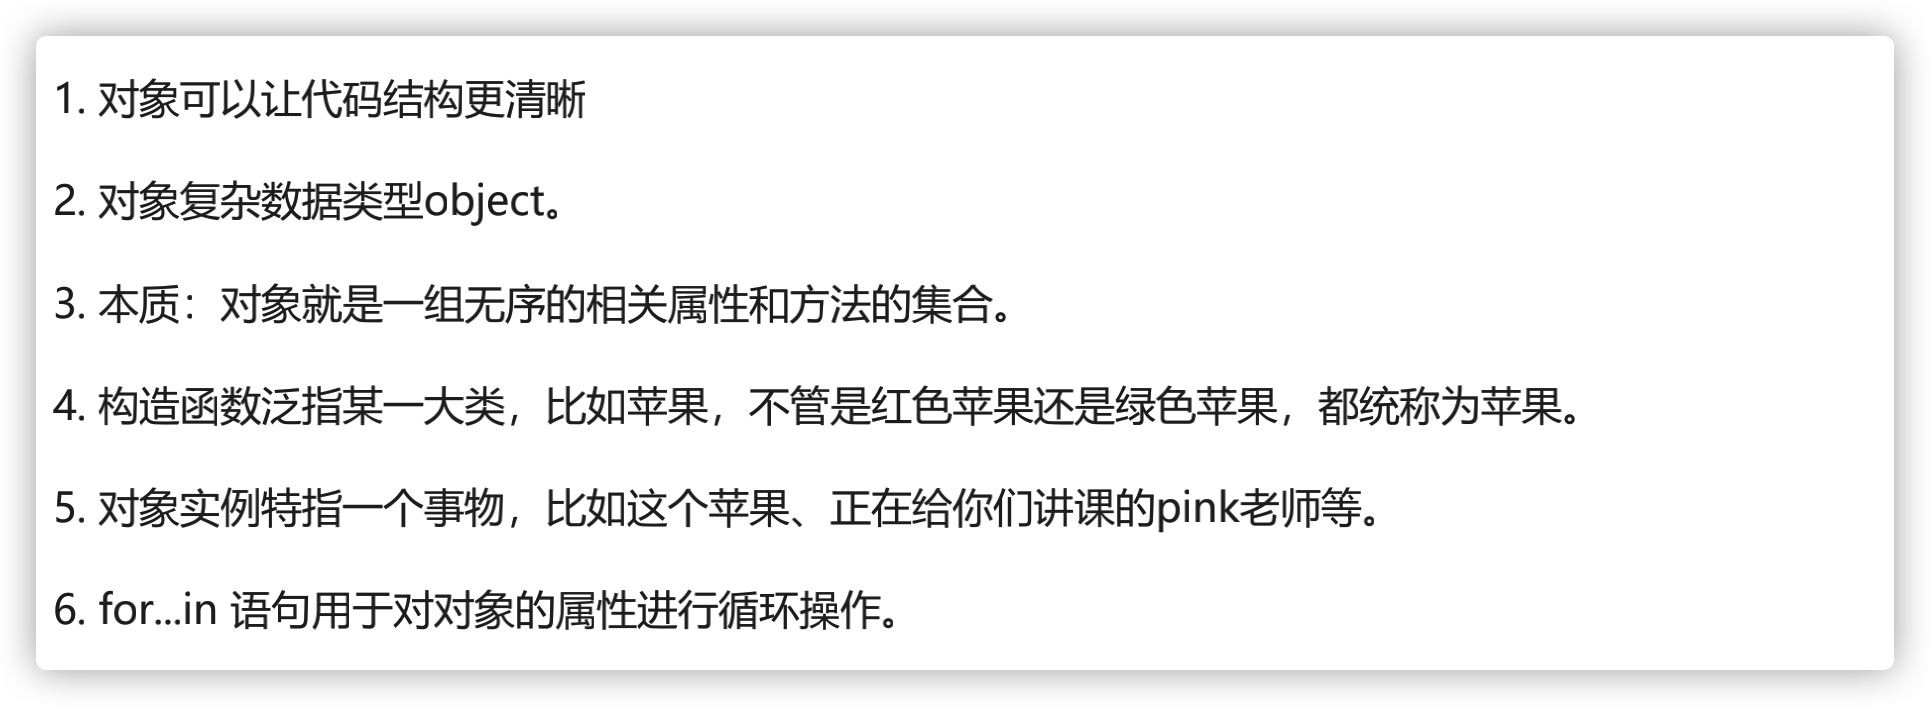 1. 对象可以让代码结构更清晰
2. 对象复杂数据类型object。
3. 本质：对象就是一组无序的相关属性和方法的集合。
4. 构造函数泛指某一大类，比如苹果，不管是红色苹果还是绿色苹果，都统称为苹果。
5. 对象实例特指一个事物，比如这个苹果、正在给你们讲课的pink老师等。
6. for...in 语句用于对对象的属性进行循环操作。